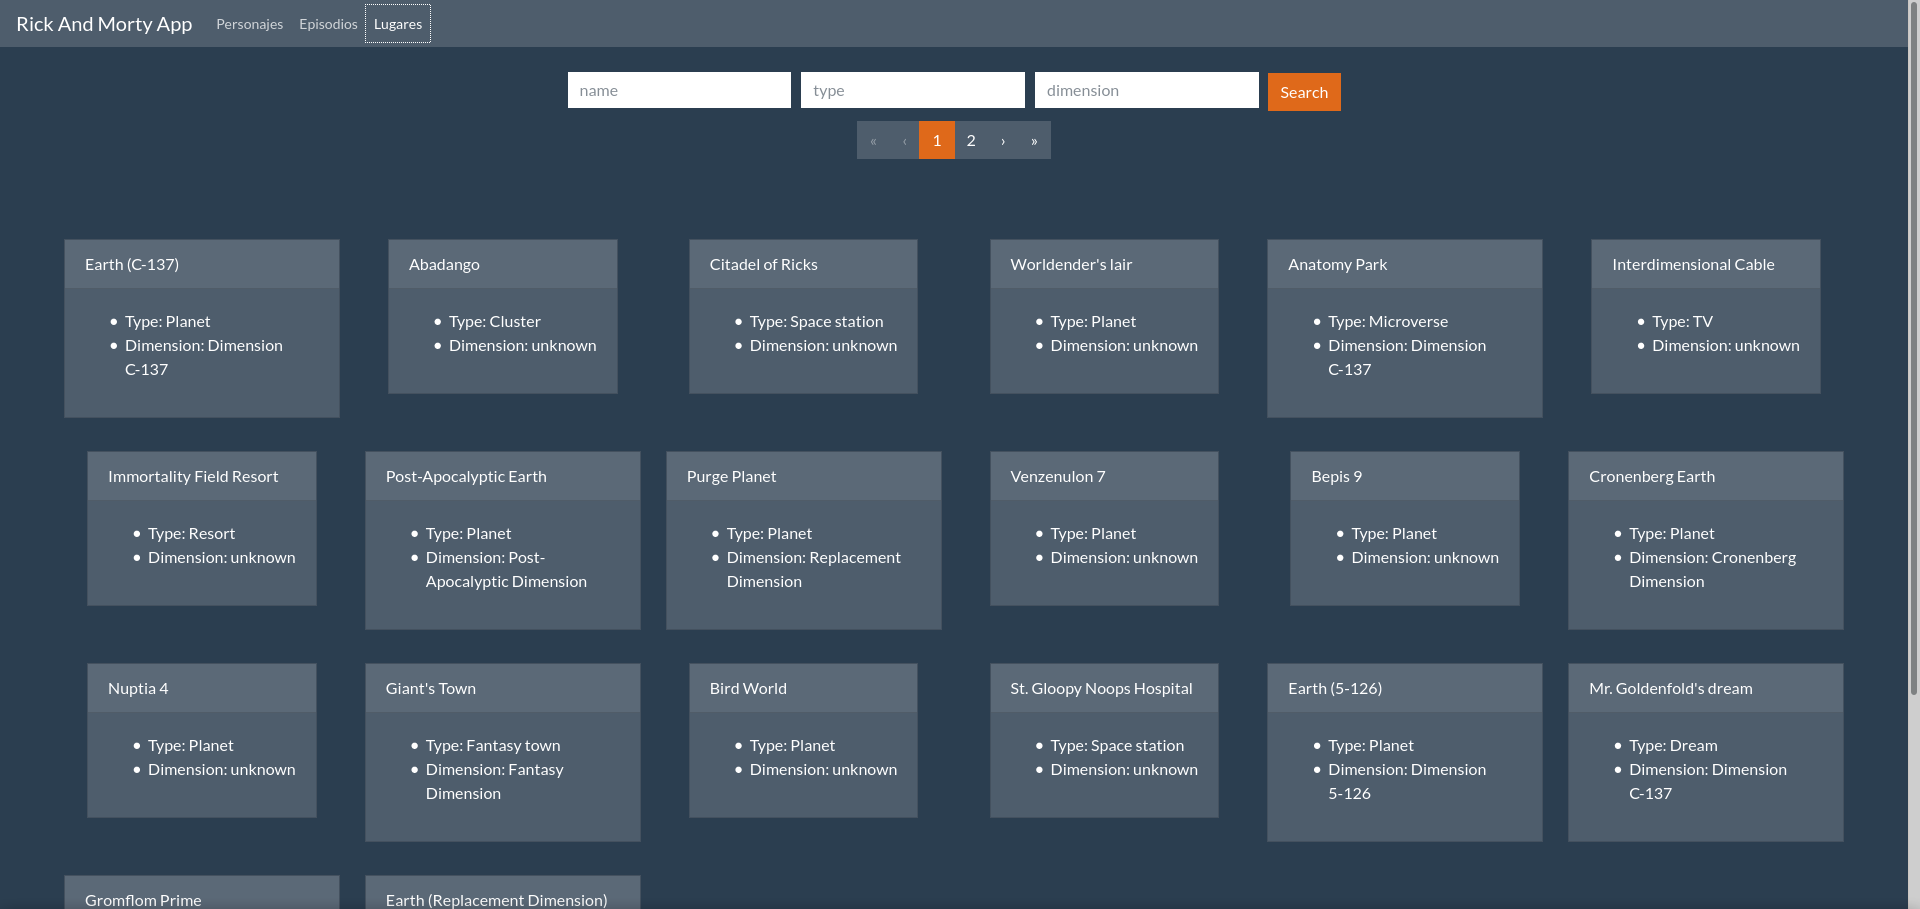 Rick And Morty App Personajes Episodios Lugares
name type dimension Search
« ‹ 1 2 › »
Earth (C-137)
Type: Planet
Dimension: Dimension
C-137
Abadango
Type: Cluster
Dimension: unknown
Citadel of Ricks
Type: Space station
Dimension: unknown
Worldender's lair
Type: Planet
Dimension: unknown
Anatomy Park
Type: Microverse
Dimension: Dimension
C-137
Interdimensional Cable
Type: TV
Dimension: unknown
Immortality Field Resort
Type: Resort
Dimension: unknown
Post-Apocalyptic Earth
Type: Planet
Dimension: Post-
Apocalyptic Dimension
Purge Planet
Type: Planet
Dimension: Replacement
Dimension
Venzenulon 7
Type: Planet
Dimension: unknown
Bepis 9
Type: Planet
Dimension: unknown
Cronenberg Earth
Type: Planet
Dimension: Cronenberg
Dimension
Nuptia 4
Type: Planet
Dimension: unknown
Giant's Town
Type: Fantasy town
Dimension: Fantasy
Dimension
Bird World
Type: Planet
Dimension: unknown
St. Gloopy Noops Hospital
Type: Space station
Dimension: unknown
Earth (5-126)
Type: Planet
Dimension: Dimension
5-126
Mr. Goldenfold's dream
Type: Dream
Dimension: Dimension
C-137
Gromflom Prime
Earth (Replacement Dimension)